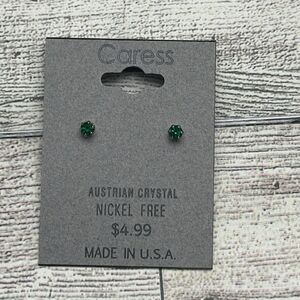 Caress
AUSTRIAN CRYSTAL
NICKEL FREE
$4.99
MADE IN U.S.A.